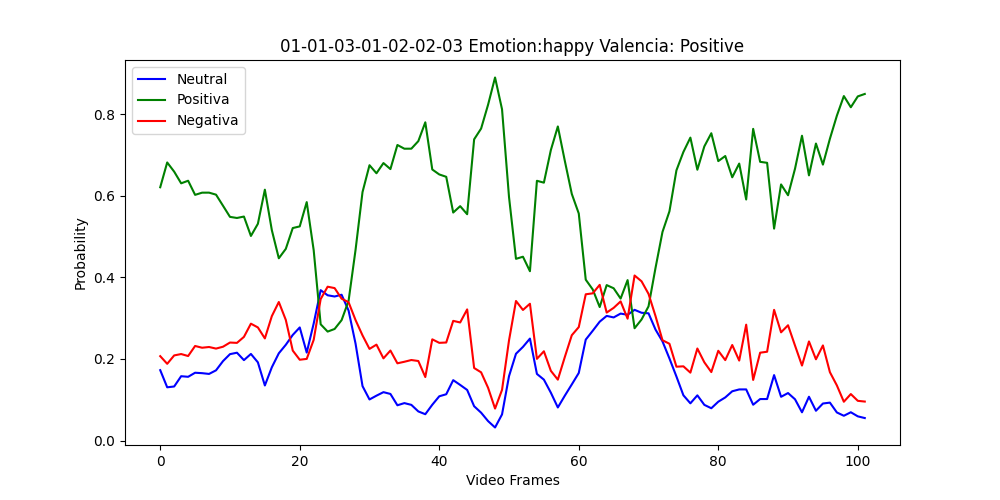 01-01-03-01-02-02-03 Emotion:happy Valencia: Positive
Neutral
Positiva
Negativa
Probability
0.8
0.6
0.4
0.2
0.0
0 20 40 60 80 100
Video Frames